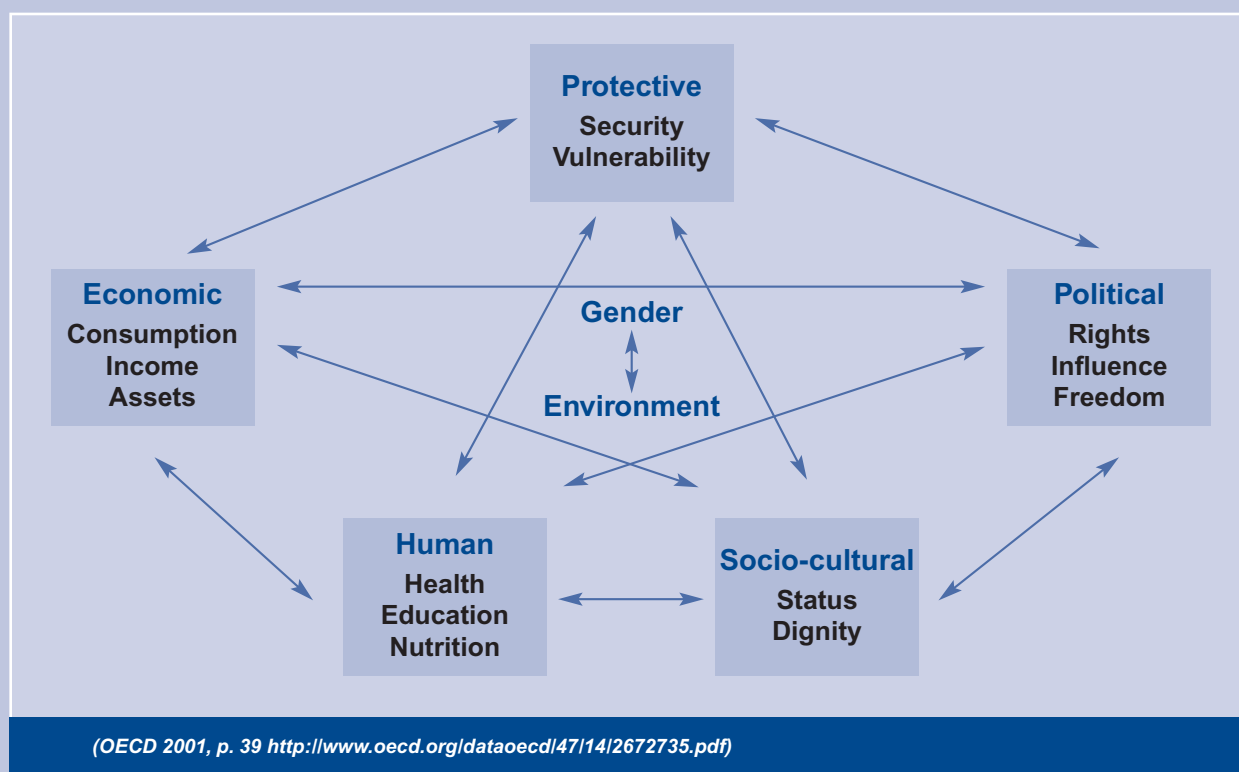 Protective
Security
Vulnerability
Economic
Consumption
Income
Assets
Gender
Environment
Political
Rights
Influence
Freedom
Human
Health
Education
Nutrition
Socio-cultural
Status
Dignity
(OECD 2001, p. 39 http://www.oecd.org/dataoecd/47/14/2672735.pdf)